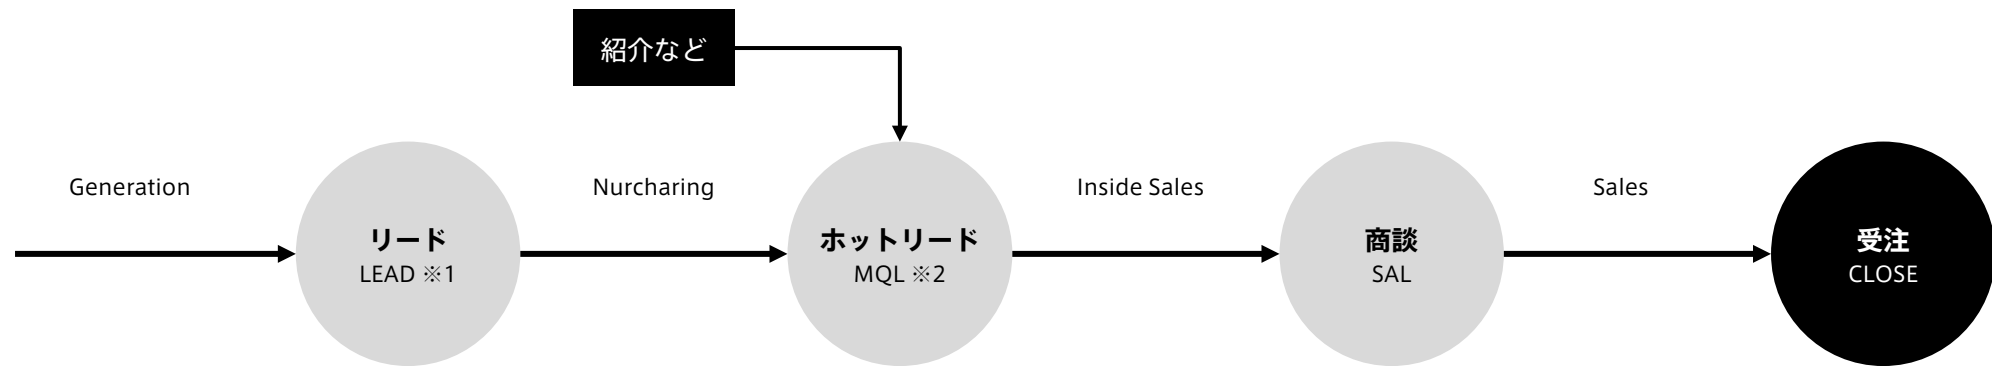 紹介など
Generation
Nurcharing
Inside Sales
Sales
リード
LEAD ※1
ホットリード
MQL ※2
商談
SAL
受注
CLOSE